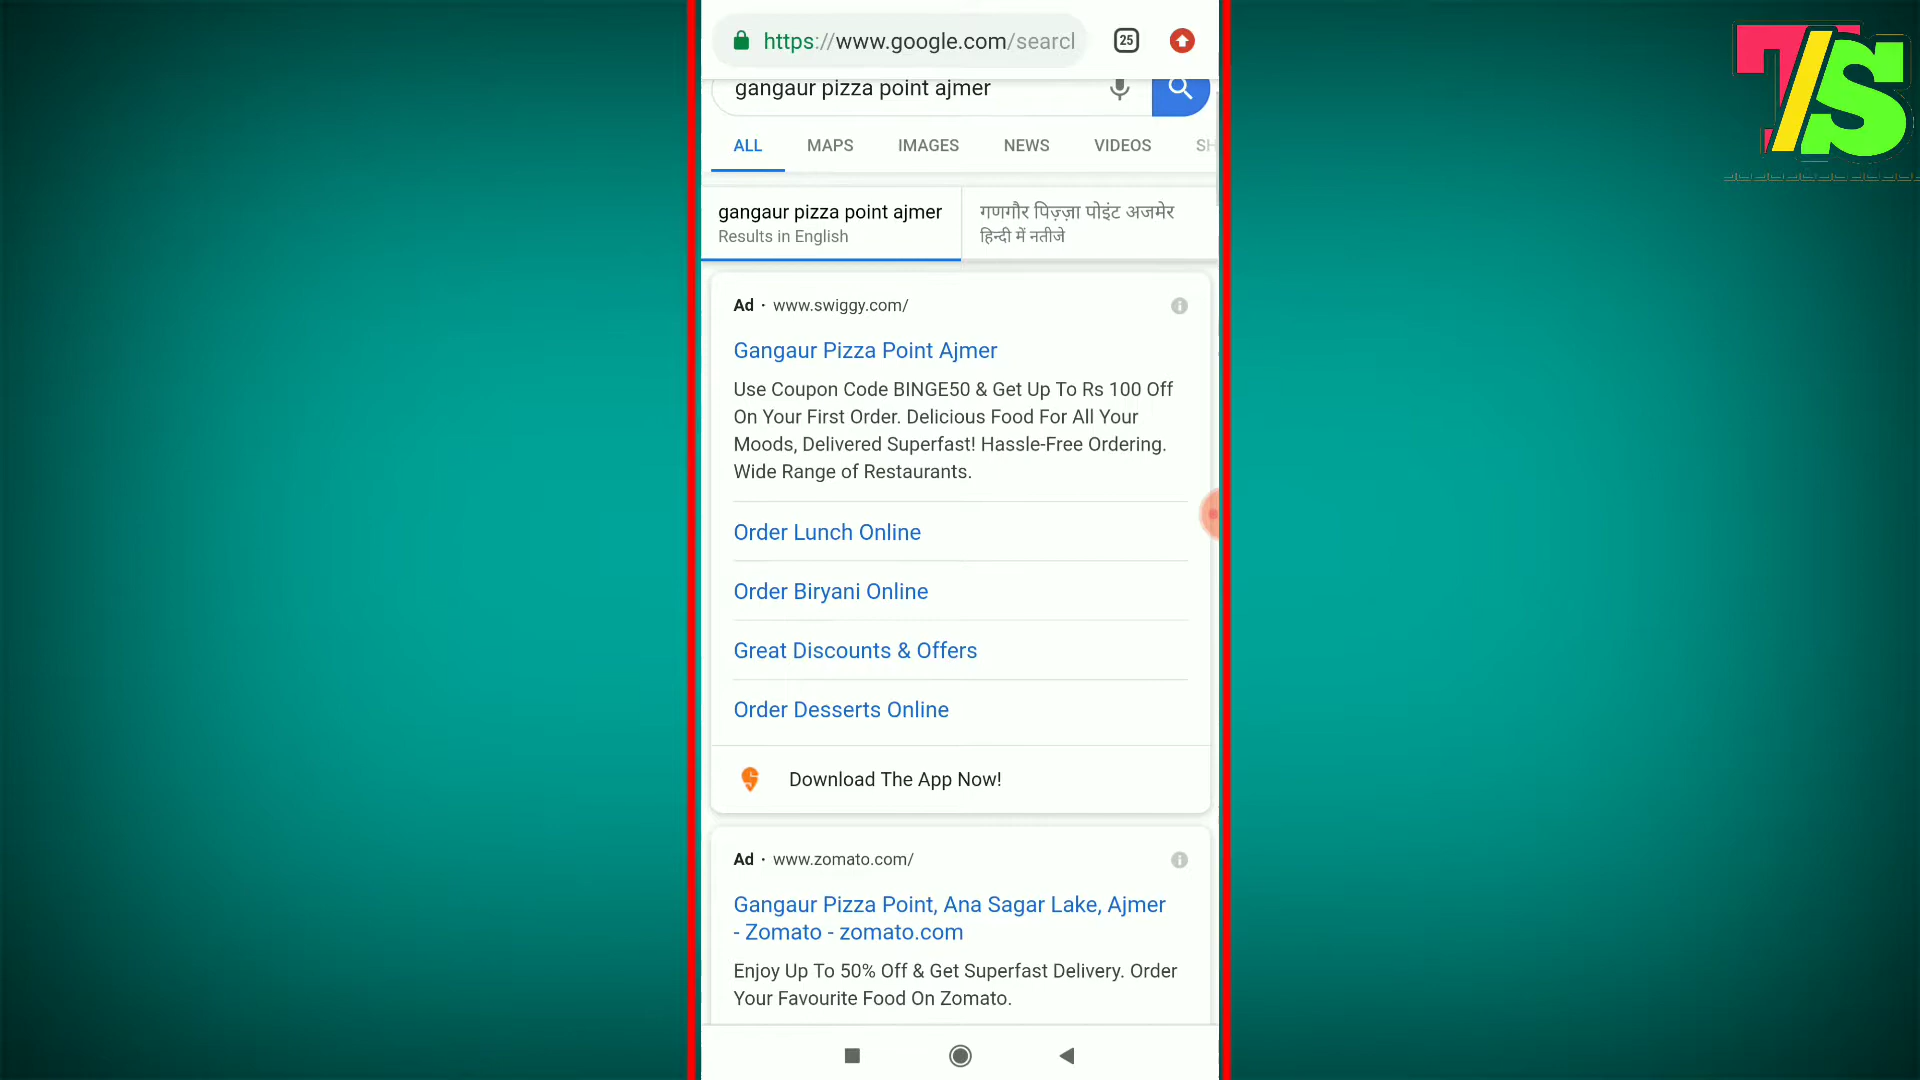 https://www.google.com/search
25
gangaur pizza point ajmer
ALL MAPS IMAGES NEWS VIDEOS SH
gangaur pizza point ajmer
Results in English
गणगौर पिज़्ज़ा पोइंट अजमेर
हिन्दी में नतीजे
Ad · www.swiggy.com/
Gangaur Pizza Point Ajmer
Use Coupon Code BINGE50 & Get Up To Rs 100 Off
On Your First Order. Delicious Food For All Your
Moods, Delivered Superfast! Hassle-Free Ordering.
Wide Range of Restaurants.
Order Lunch Online
Order Biryani Online
Great Discounts & Offers
Order Desserts Online
Download The App Now!
Ad · www.zomato.com/
Gangaur Pizza Point, Ana Sagar Lake, Ajmer
- Zomato - zomato.com
Enjoy Up To 50% Off & Get Superfast Delivery. Order
Your Favourite Food On Zomato.